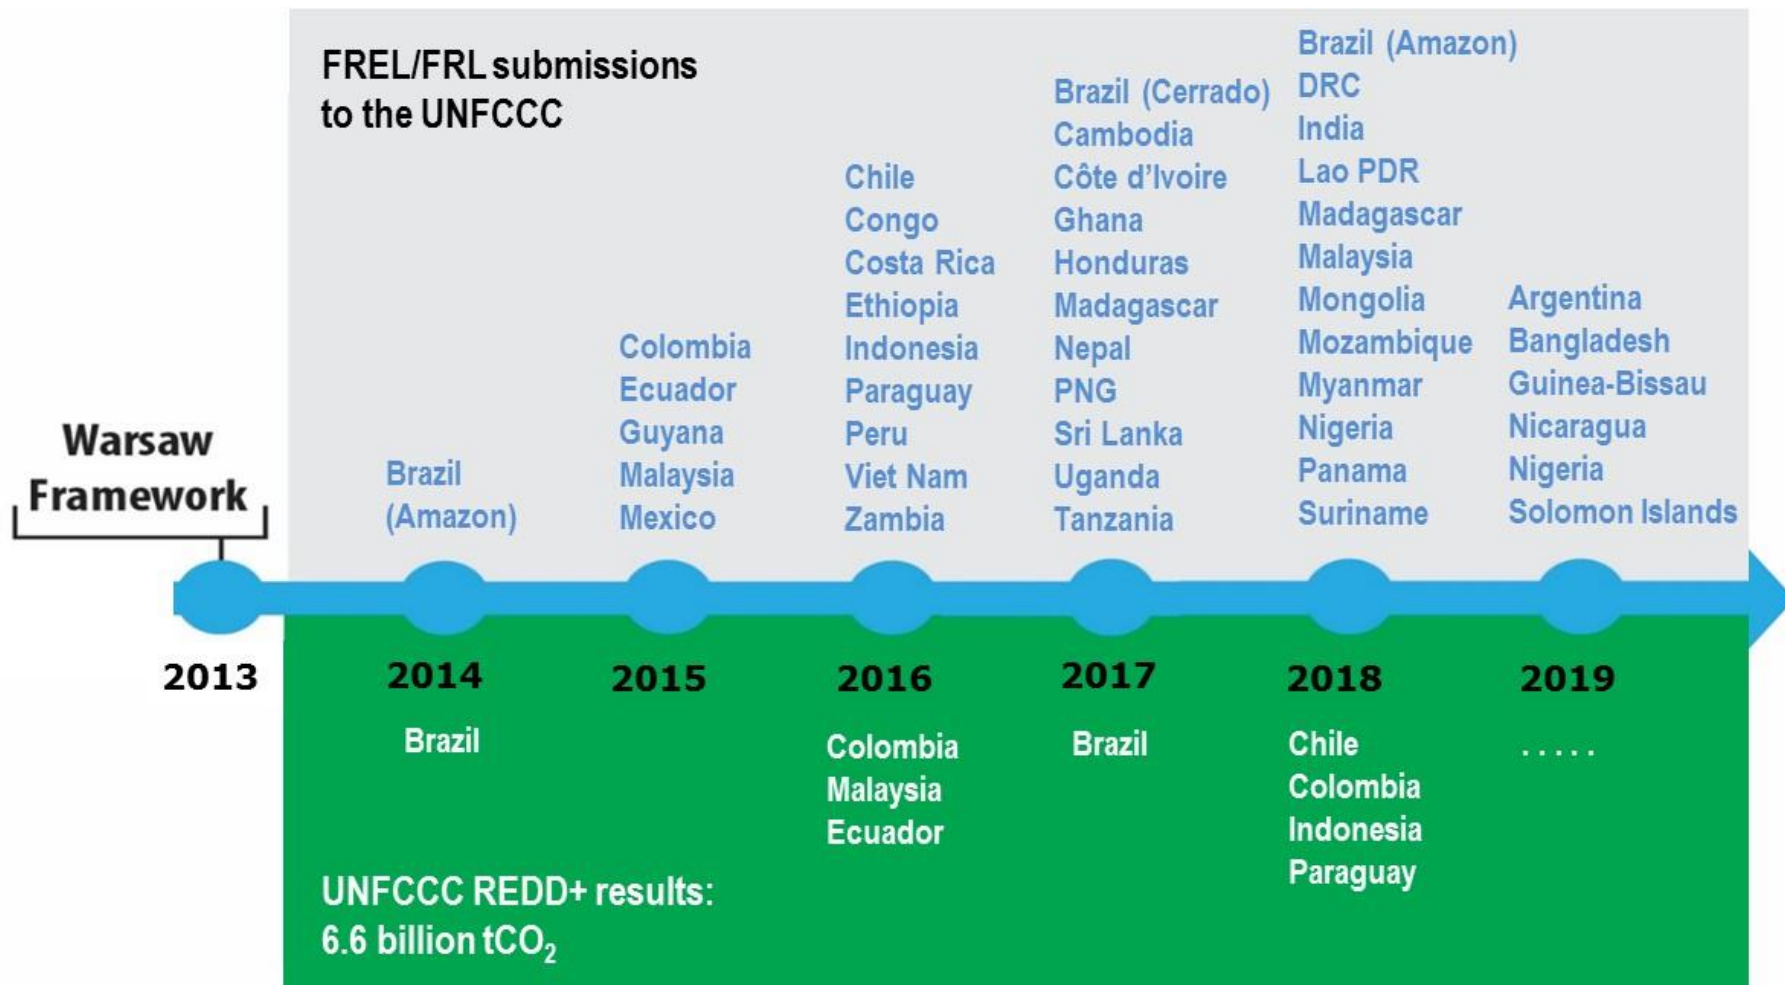 FREL/FRL submissions
to the UNFCCC
Warsaw
Framework
Brazil
(Amazon)
Colombia
Ecuador
Guyana
Malaysia
Mexico
Chile
Congo
Costa Rica
Ethiopia
Indonesia
Paraguay
Peru
Viet Nam
Zambia
Brazil (Cerrado)
Cambodia
Côte d’Ivoire
Ghana
Honduras
Madagascar
Nepal
PNG
Sri Lanka
Uganda
Tanzania
Brazil (Amazon)
DRC
India
Lao PDR
Madagascar
Malaysia
Mongolia
Mozambique
Myanmar
Nigeria
Panama
Suriname
Argentina
Bangladesh
Guinea-Bissau
Nicaragua
Nigeria
Solomon Islands
2013
2014
2015
2016
2017
2018
2019
Brazil
Colombia
Malaysia
Ecuador
Brazil
Chile
Colombia
Indonesia
Paraguay
. . . . .
UNFCCC REDD+ results:
6.6 billion tCO₂